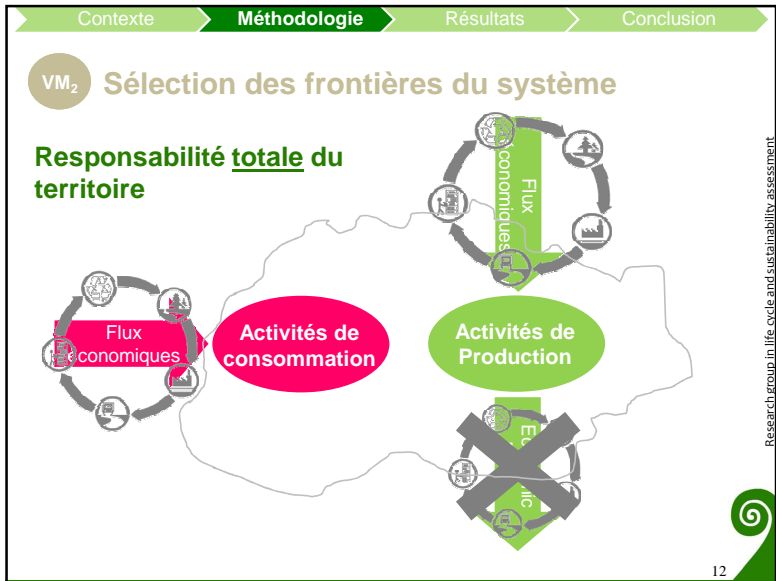 Contexte
Méthodologie
Résultats
Conclusion
VM₂
Sélection des frontières du système
Responsabilité totale du
territoire
Flux
économiques
Flux
économiques
Activités de
consommation
Activités de
Production
Research group in life cycle and sustainability assessment
12